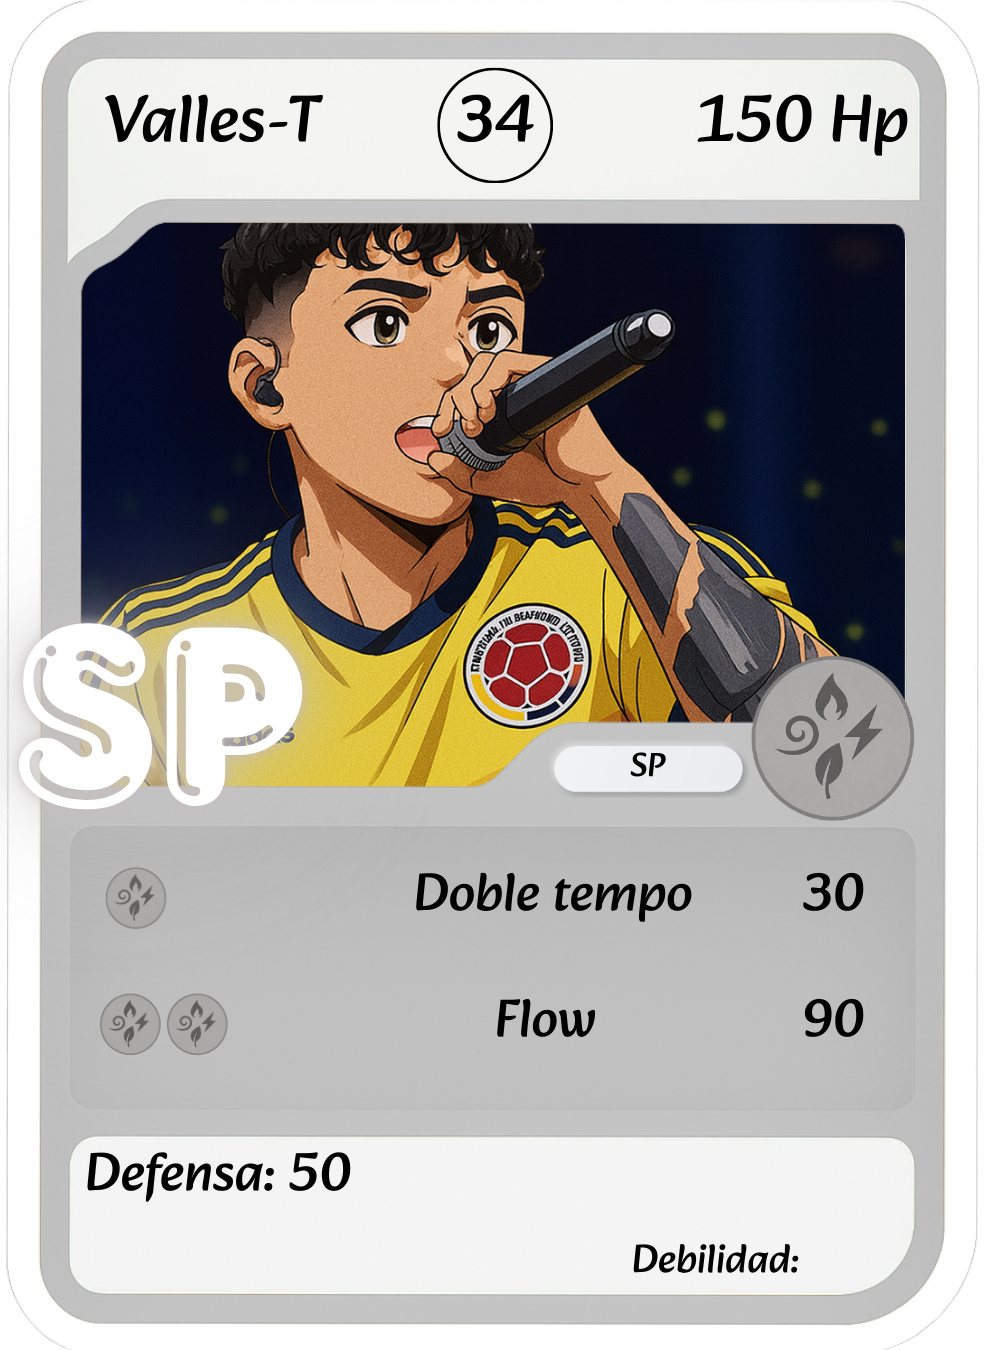 Valles-T 34 150 Hp
SP
SP
Doble tempo 30
Flow 90
Defensa: 50
Debilidad: